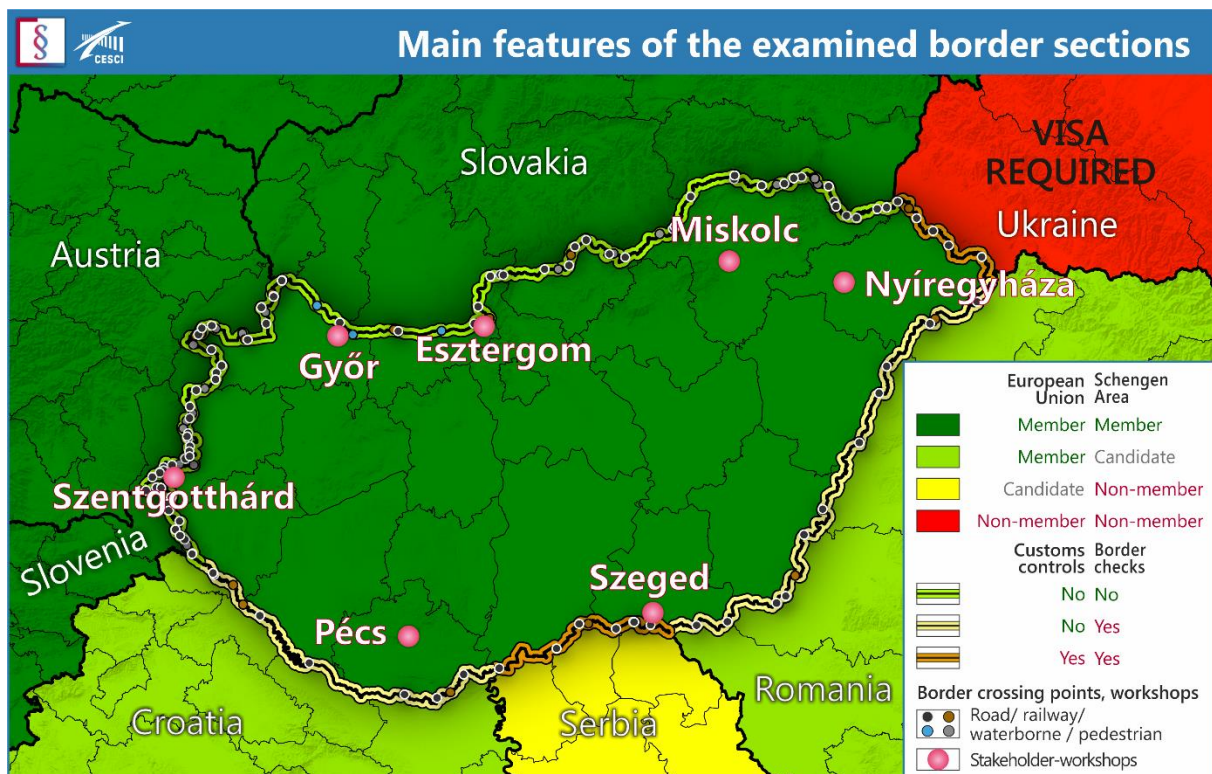 §
CESCI
Main features of the examined border sections
VISA
REQUIRED
Slovakia
Ukraine
Miskolc
Austria
Nyíregyháza
Esztergom
Győr
Szentgotthárd
Slovenia
Szeged
Pécs
Romania
Croatia
Serbia
European Schengen
Union Area
Member Member
Member Candidate
Candidate Non-member
Non-member Non-member
Customs Border
controls checks
No No
No Yes
Yes Yes
Border crossing points, workshops
Road/ railway/
waterborne / pedestrian
Stakeholder-workshops